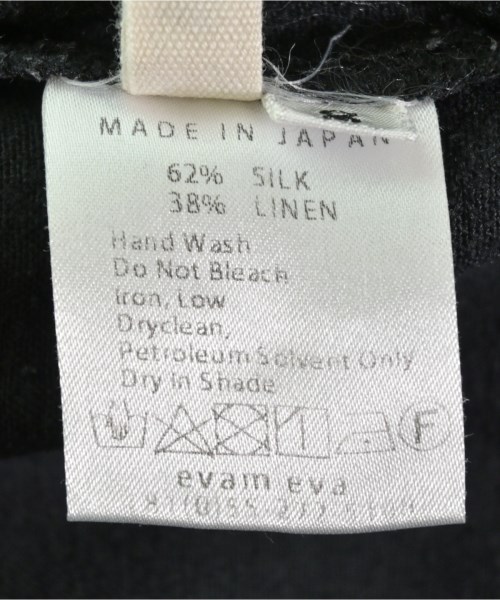 MADE IN JAPAN
62% SILK
38% LINEN
Hand Wash
Do Not Bleach
Iron, Low
Dryclean,
Petroleum Solvent Only
Dry in Shade
F
evam eva